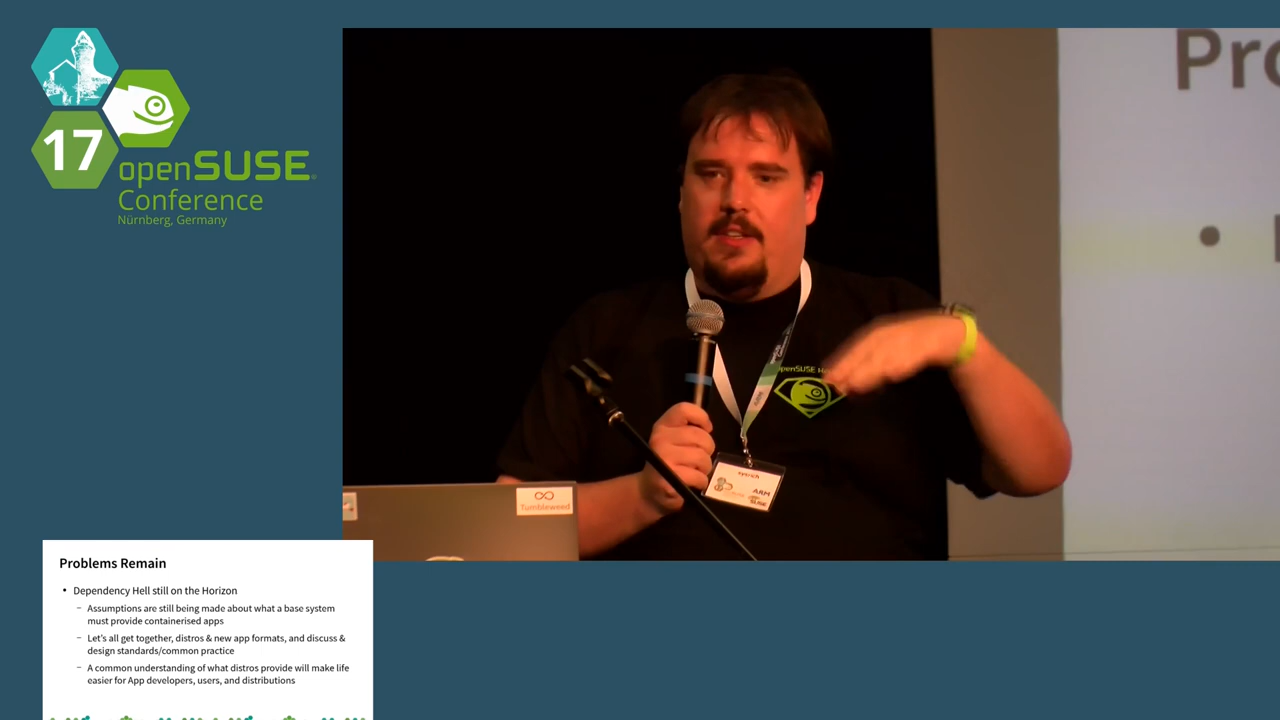 17
openSUSE
Conference
Nürnberg, Germany
Pro
openSUSE
sysrich
ARM
SUSE
Tumbleweed
Problems Remain
• Dependency Hell still on the Horizon
– Assumptions are still being made about what a base system
must provide containerised apps
– Let's all get together, distros & new app formats, and discuss &
design standards/common practice
– A common understanding of what distros provide will make life
easier for App developers, users, and distributions